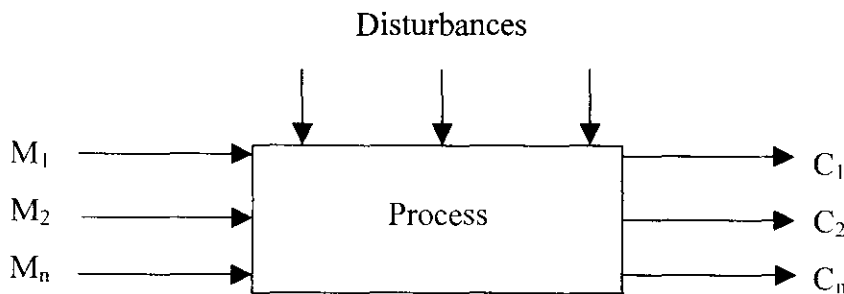 Disturbances
M₁
C₁
M₂
Process
C₂
Mₙ
Cₙ